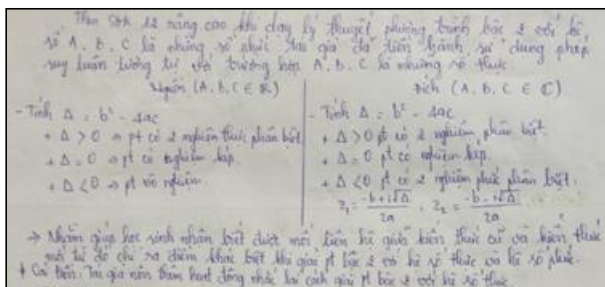 Theo SGK 12 nâng cao khi dạy lý thuyết phương trình bậc 2 với hệ
số A, B, C là những số phức, tác giả đã tiến hành sử dụng phép
suy luận tương tự với trường hợp A, B, C là những số thực.
Nguồn (A, B, C ∈ ℝ)
- Tính Δ = b² - 4ac
+ Δ > 0 → pt có 2 nghiệm thực phân biệt
+ Δ = 0 → pt có nghiệm kép
+ Δ < 0 → pt vô nghiệm
Đích (A, B, C ∈ ℂ)
- Tính Δ = b² - 4ac
+ Δ > 0 pt có 2 nghiệm phân biệt
+ Δ = 0 pt có nghiệm kép
+ Δ < 0 pt có 2 nghiệm phức phân biệt.
z₁ = (-b + i√Δ)/2a, z₂ = (-b - i√Δ)/2a
→ Nhằm giúp học sinh nhận biết được mối liên hệ giữa kiến thức cũ và kiến thức
mới từ đó chỉ ra điểm khác biệt khi giải pt bậc 2 với hệ số thực và hệ số phức.
+ Cải tiến: Tác giả nên thêm hoạt động nhắc lại cách giải pt bậc 2 với hệ số thực.